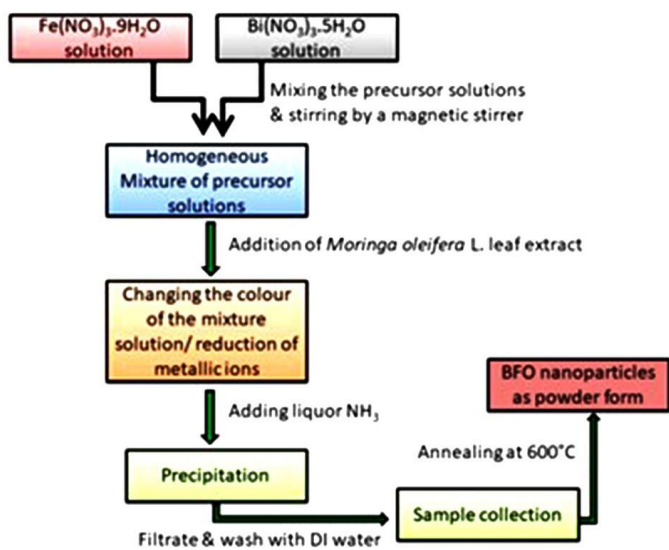 Fe(NO₃)₃.9H₂O
solution
Bi(NO₃)₃.5H₂O
solution
Mixing the precursor solutions
& stirring by a magnetic stirrer
Homogeneous
Mixture of precursor
solutions
Addition of Moringa oleifera L. leaf extract
Changing the colour
of the mixture
solution/ reduction of
metallic ions
Adding liquor NH₃
Precipitation
Filtrate & wash with DI water
Sample collection
Annealing at 600°C
BFO nanoparticles
as powder form